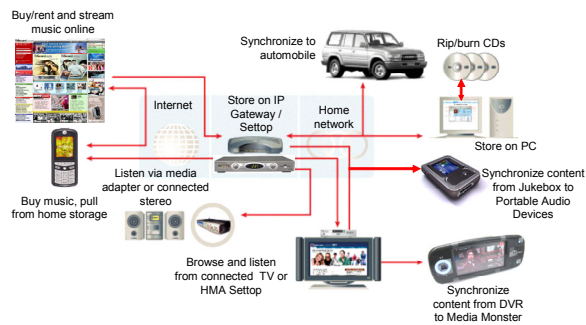 Buy/rent and stream
music online
Synchronize to
automobile
Rip/burn CDs
Internet
Store on IP
Gateway /
Settop
Home
network
Store on PC
Buy music, pull
from home storage
Listen via media
adapter or connected
stereo
Synchronize content
from Jukebox to
Portable Audio
Devices
Browse and listen
from connected TV or
HMA Settop
Synchronize
content from DVR
to Media Monster